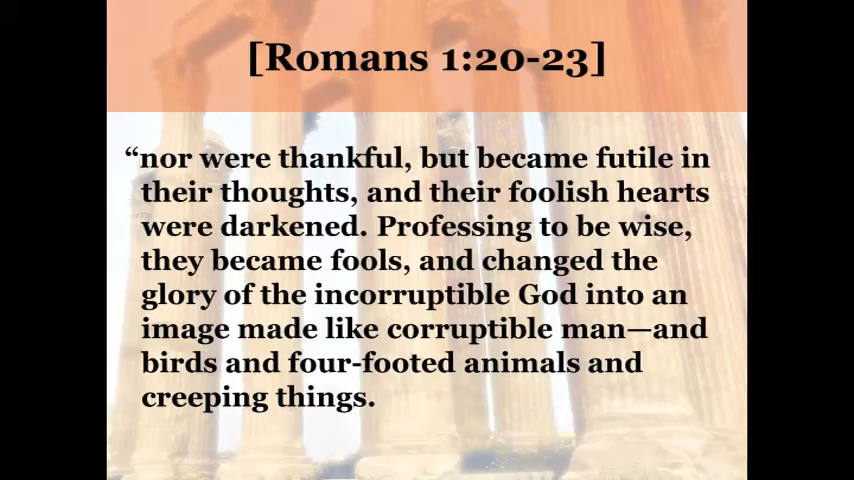 [Romans 1:20-23]
“nor were thankful, but became futile in
their thoughts, and their foolish hearts
were darkened. Professing to be wise,
they became fools, and changed the
glory of the incorruptible God into an
image made like corruptible man—and
birds and four-footed animals and
creeping things.